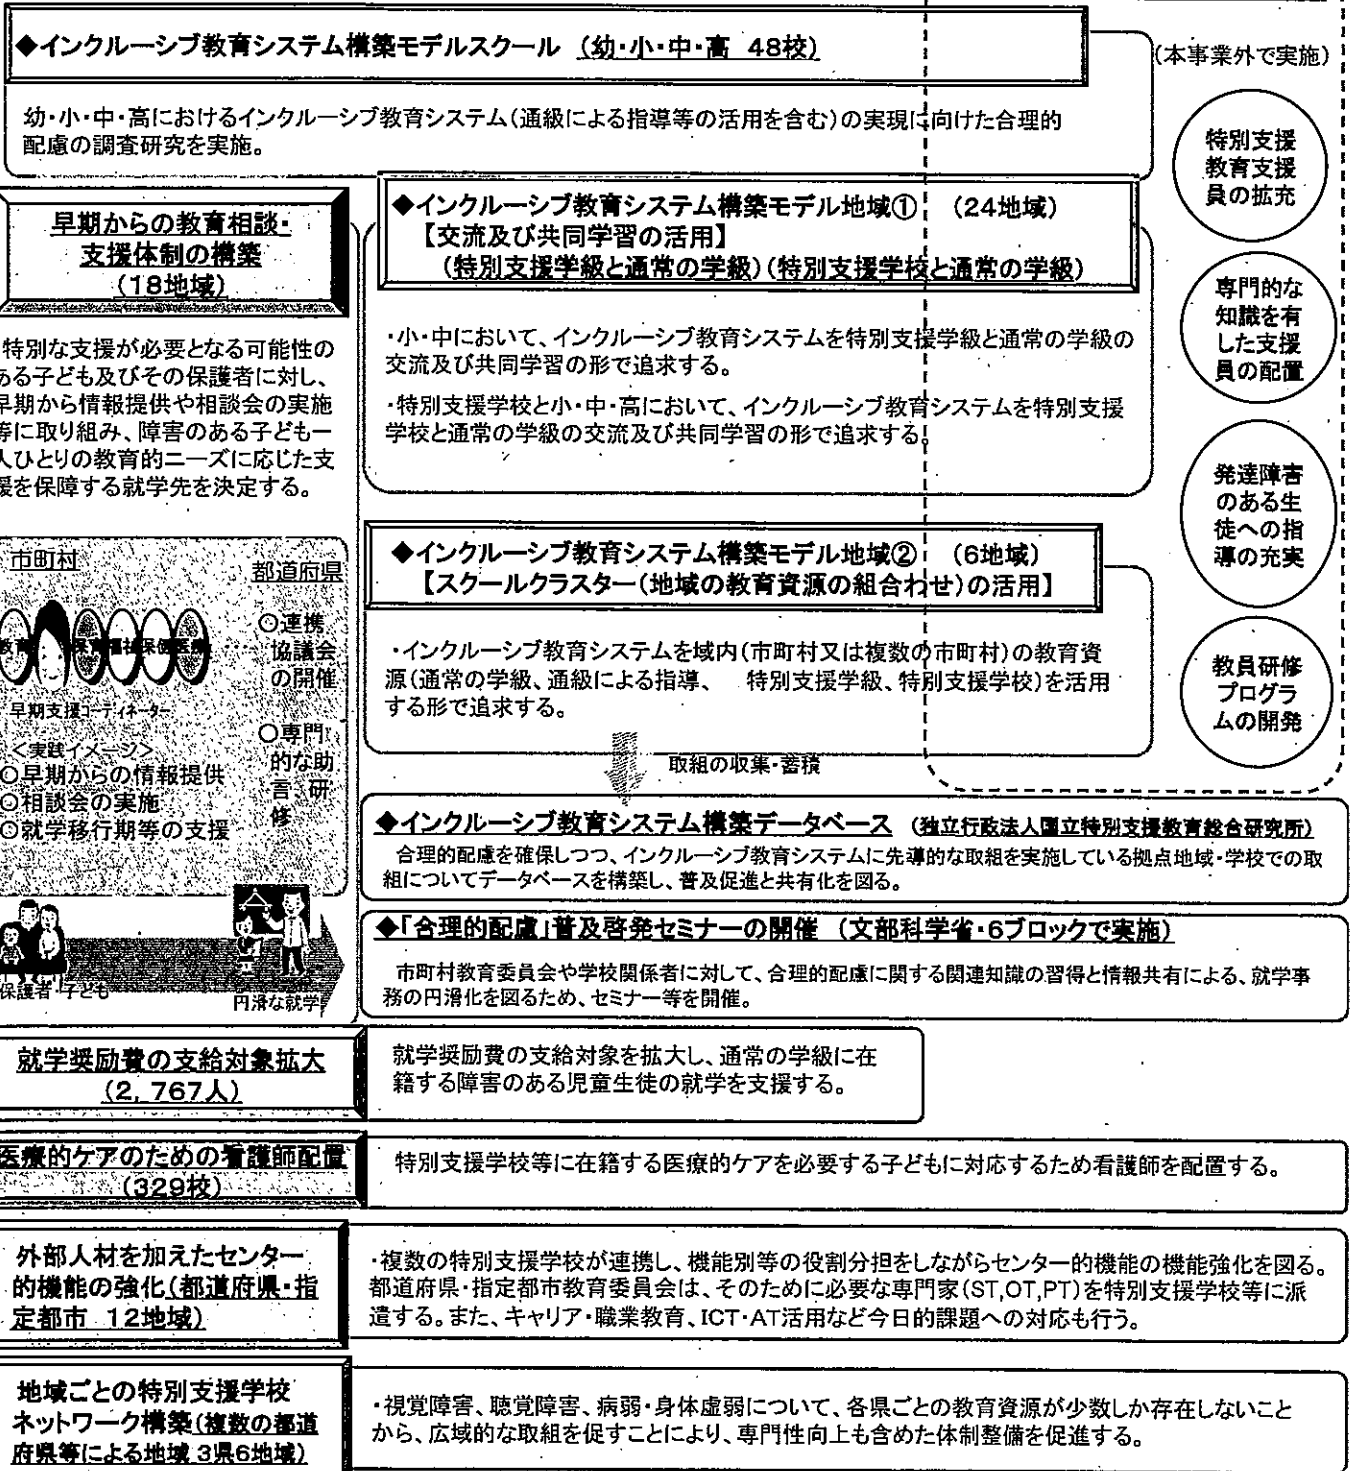 ◆インクルーシブ教育システム構築モデルスクール (幼・小・中・高 48校)
幼・小・中・高におけるインクルーシブ教育システム(通級による指導等の活用を含む)の実現に向けた合理的
配慮の調査研究を実施。
(本事業外で実施)
特別支援
教育支援
員の拡充
専門的な
知識を有
した支援
員の配置
発達障害
のある生
徒への指
導の充実
教員研修
プログラ
ムの開発
早期からの教育相談・
支援体制の構築
(18地域)
特別な支援が必要となる可能性の
ある子ども及びその保護者に対し、
早期から情報提供や相談会の実施
等に取り組み、障害のある子ども一
人ひとりの教育的ニーズに応じた支
援を保障する就学先を決定する。
市町村
都道府県
教育
保育
福祉
保健
医療
早期支援コーディネーター
<実践イメージ>
○早期からの情報提供
○相談会の実施
○就学移行期等の支援
○連携
協議会
の開催
○専門
的な助
言 研
修
保護者・子ども
円滑な就学
◆インクルーシブ教育システム構築モデル地域① (24地域)
【交流及び共同学習の活用】
(特別支援学級と通常の学級)(特別支援学校と通常の学級)
・小・中において、インクルーシブ教育システムを特別支援学級と通常の学級の
交流及び共同学習の形で追求する。
・特別支援学校と小・中・高において、インクルーシブ教育システムを特別支援
学校と通常の学級の交流及び共同学習の形で追求する。
◆インクルーシブ教育システム構築モデル地域② (6地域)
【スクールクラスター(地域の教育資源の組合わせ)の活用】
・インクルーシブ教育システムを域内(市町村又は複数の市町村)の教育資
源(通常の学級、通級による指導、 特別支援学級、特別支援学校)を活用
する形で追求する。
取組の収集・蓄積
◆インクルーシブ教育システム構築データベース (独立行政法人国立特別支援教育総合研究所)
合理的配慮を確保しつつ、インクルーシブ教育システムに先導的な取組を実施している拠点地域・学校での取
組についてデータベースを構築し、普及促進と共有化を図る。
◆「合理的配慮」普及啓発セミナーの開催 (文部科学省・6ブロックで実施)
市町村教育委員会や学校関係者に対して、合理的配慮に関する関連知識の習得と情報共有による、就学事
務の円滑化を図るため、セミナー等を開催。
就学奨励費の支給対象拡大
(2,767人)
就学奨励費の支給対象を拡大し、通常の学級に在
籍する障害のある児童生徒の就学を支援する。
医療的ケアのための看護師配置
(329校)
特別支援学校等に在籍する医療的ケアを必要する子どもに対応するため看護師を配置する。
外部人材を加えたセンター
的機能の強化(都道府県・指
定都市 12地域)
・複数の特別支援学校が連携し、機能別等の役割分担をしながらセンター的機能の機能強化を図る。
都道府県・指定都市教育委員会は、そのために必要な専門家(ST,OT,PT)を特別支援学校等に派
遣する。また、キャリア・職業教育、ICT・AT活用など今日的課題への対応も行う。
地域ごとの特別支援学校
ネットワーク構築(複数の都道
府県等による地域 3県6地域)
・視覚障害、聴覚障害、病弱・身体虚弱について、各県ごとの教育資源が少数しか存在しないこと
から、広域的な取組を促すことにより、専門性向上も含めた体制整備を促進する。